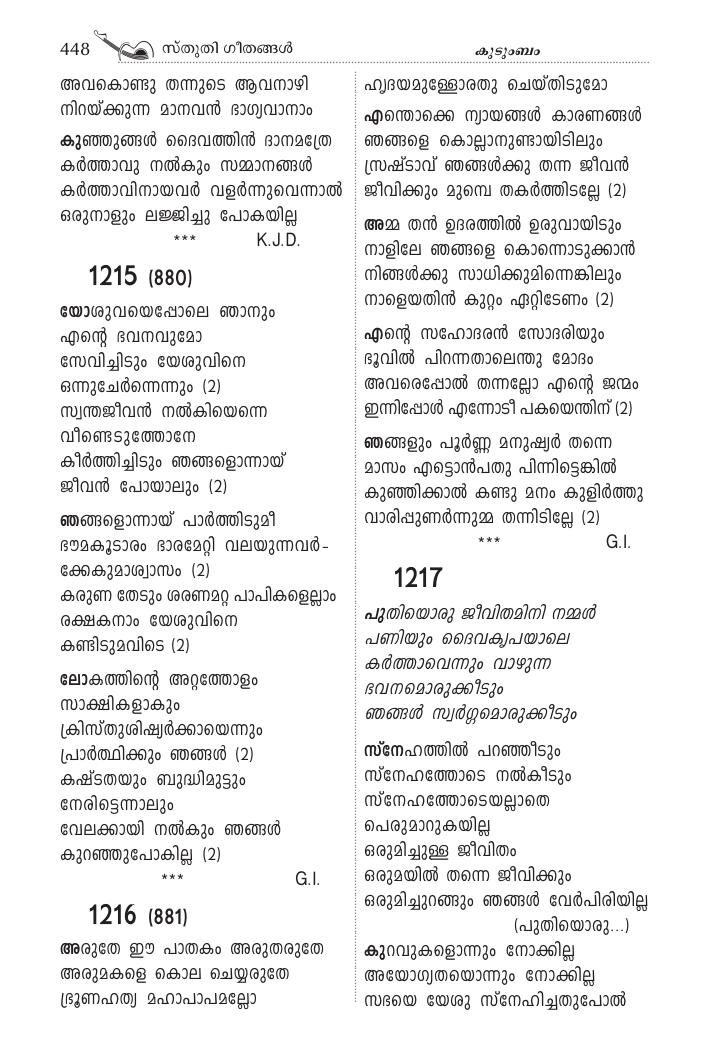 448 സ്തുതി ഗീതങ്ങൾ
കുടുംബം
അവകൊണ്ടു തന്നുടെ ആവനാഴി
നിറയ്ക്കുന്ന മാനവൻ ഭാഗ്യവാനാം
കുഞ്ഞുങ്ങൾ ദൈവത്തിൻ ദാനമത്രേ
കർത്താവു നൽകും സമ്മാനങ്ങൾ
കർത്താവിനായവർ വളർന്നുവെന്നാൽ
ഒരുനാളും ലജ്ജിച്ചു പോകയില്ല
*** K.J.D.
1215 (880)
യോശുവയെപ്പോലെ ഞാനും
എന്റെ ഭവനവുമോ
സേവിച്ചിടും യേശുവിനെ
ഒന്നുചേർന്നെന്നും (2)
സ്വന്തജീവൻ നൽകിയെന്നെ
വീണ്ടെടുത്തോനേ
കീർത്തിച്ചിടും ഞങ്ങളൊന്നായ്
ജീവൻ പോയാലും (2)
ഞങ്ങളൊന്നായ് പാർത്തിടുമീ
ഭൗമകൂടാരം ഭാരമേറ്റി വലയുന്നവർ-
ക്കേകുമാശ്വാസം (2)
കരുണ തേടും ശരണമറ്റ പാപികളെല്ലാം
രക്ഷകനാം യേശുവിനെ
കണ്ടിടുമവിടെ (2)
ലോകത്തിന്റെ അറ്റത്തോളം
സാക്ഷികളാകും
ക്രിസ്തുശിഷ്യർക്കായെന്നും
പ്രാർത്ഥിക്കും ഞങ്ങൾ (2)
കഷ്ടതയും ബുദ്ധിമുട്ടും
നേരിട്ടെന്നാലും
വേലക്കായി നൽകും ഞങ്ങൾ
കുറഞ്ഞുപോകില്ല (2)
*** G.I.
1216 (881)
അരുതേ ഈ പാതകം അരുതരുതേ
അരുമകളെ കൊല ചെയ്യരുതേ
ഭ്രൂണഹത്യ മഹാപാപമല്ലോ
ഹൃദയമുള്ളോരതു ചെയ്തിടുമോ
എന്തൊക്കെ ന്യായങ്ങൾ കാരണങ്ങൾ
ഞങ്ങളെ കൊല്ലാനുണ്ടായിടിലും
സ്രഷ്ടാവ് ഞങ്ങൾക്കു തന്ന ജീവൻ
ജീവിക്കും മുമ്പെ തകർത്തിടല്ലേ (2)
അമ്മ തൻ ഉദരത്തിൽ ഉരുവായിടും
നാളിലേ ഞങ്ങളെ കൊന്നൊടുക്കാൻ
നിങ്ങൾക്കു സാധിക്കുമിന്നെങ്കിലും
നാളെയതിൻ കുറ്റം ഏറ്റിടേണം (2)
എന്റെ സഹോദരൻ സോദരിയും
ഭൂവിൽ പിറന്നതാലെന്തു മോദം
അവരെപ്പോൽ തന്നല്ലോ എന്റെ ജന്മം
ഇന്നിപ്പോൾ എന്നോടീ പകയെന്തിന് (2)
ഞങ്ങളും പൂർണ്ണ മനുഷ്യർ തന്നെ
മാസം എട്ടൊൻപതു പിന്നിട്ടെങ്കിൽ
കുഞ്ഞിക്കാൽ കണ്ടു മനം കുളിർത്തു
വാരിപ്പുണർന്നുമ്മ തന്നിടില്ലേ (2)
*** G.I.
1217
പുതിയൊരു ജീവിതമിനി നമ്മൾ
പണിയും ദൈവകൃപയാലെ
കർത്താവെന്നും വാഴുന്ന
ഭവനമൊരുക്കീടും
ഞങ്ങൾ സ്വർഗ്ഗമൊരുക്കീടും
സ്നേഹത്തിൽ പറഞ്ഞീടും
സ്നേഹത്തോടെ നൽകീടും
സ്നേഹത്തോടെയല്ലാതെ
പെരുമാറുകയില്ല
ഒരുമിച്ചുള്ള ജീവിതം
ഒരുമയിൽ തന്നെ ജീവിക്കും
ഒരുമിച്ചുറങ്ങും ഞങ്ങൾ വേർപിരിയില്ല
(പുതിയൊരു...)
കുറവുകളൊന്നും നോക്കില്ല
അയോഗ്യതയൊന്നും നോക്കില്ല
സഭയെ യേശു സ്നേഹിച്ചതുപോൽ